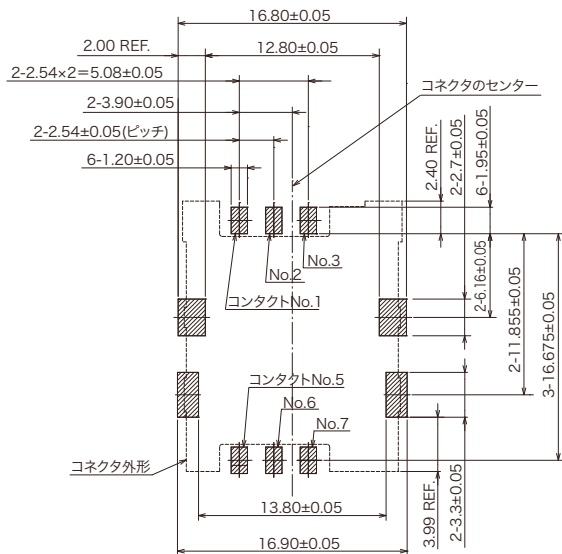 16.80±0.05
2.00 REF.
12.80±0.05
2-2.54×2=5.08±0.05
2-3.90±0.05
コネクタのセンター
2-2.54±0.05(ピッチ)
6-1.20±0.05
2.40 REF.
2-2.7±0.05
6-1.95±0.05
No.3
No.2
コンタクトNo.1
2-6.16±0.05
2-11.855±0.05
3-16.675±0.05
コンタクトNo.5
No.6
No.7
コネクタ外形
13.80±0.05
3.99 REF.
2-3.3±0.05
16.90±0.05